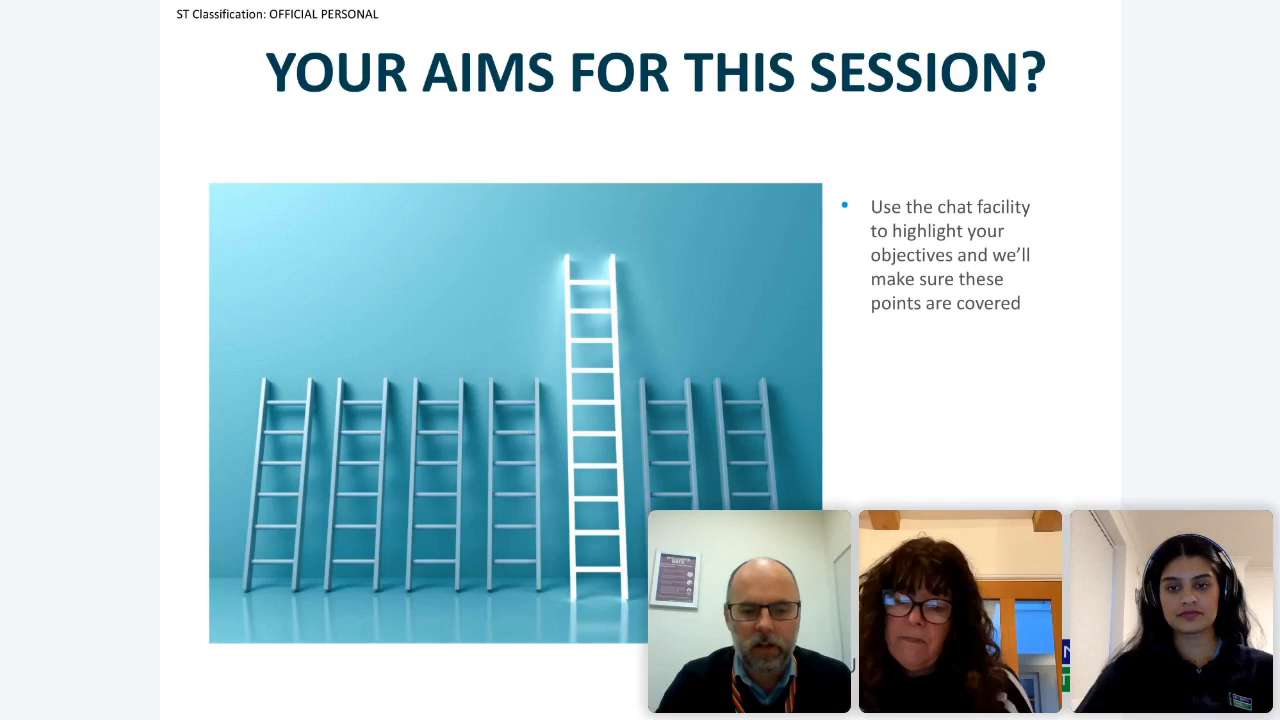 ST Classification: OFFICIAL PERSONAL
YOUR AIMS FOR THIS SESSION?
• Use the chat facility
to highlight your
objectives and we’ll
make sure these
points are covered